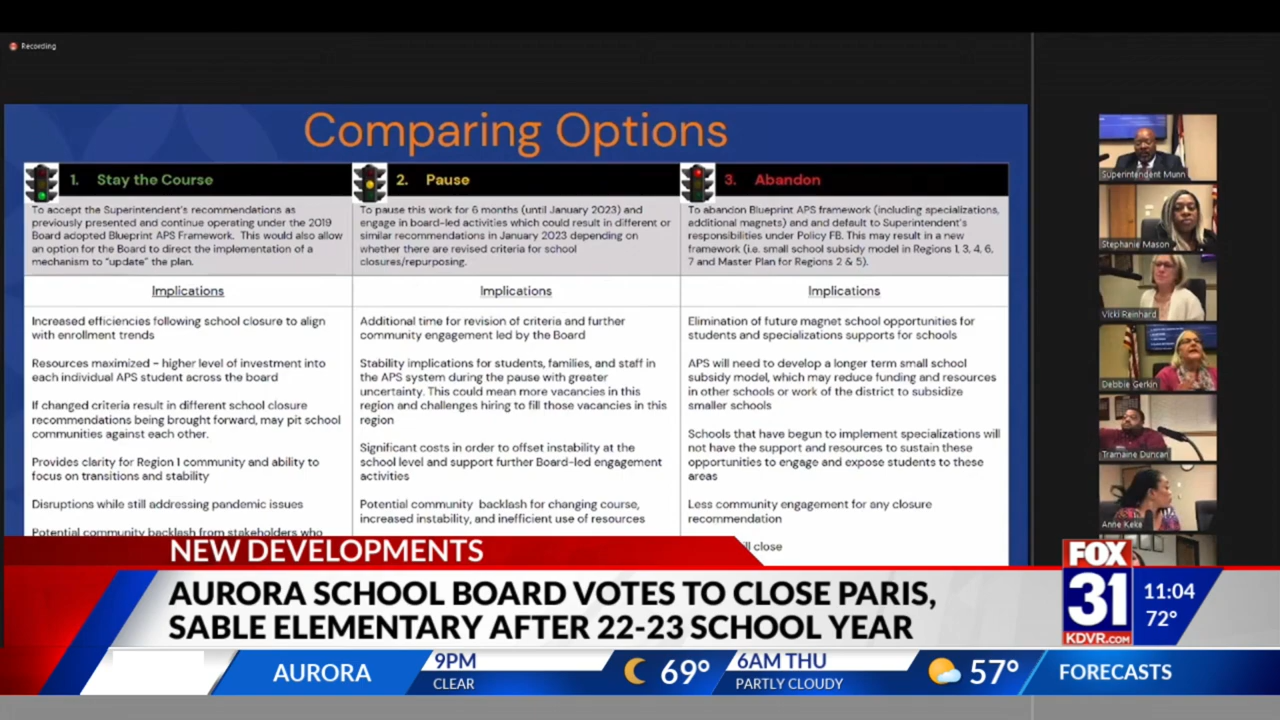 Recording
Comparing Options
1. Stay the Course
To accept the Superintendent's recommendations as
previously presented and continue operating under the 2019
Board adopted Blueprint APS Framework. This would also allow
an option for the Board to direct the implementation of a
mechanism to "update" the plan.
Implications
Increased efficiencies following school closure to align
with enrollment trends
Resources maximized – higher level of investment into
each individual APS student across the board
If changed criteria result in different school closure
recommendations being brought forward, may pit school
communities against each other.
Provides clarity for Region I community and ability to
focus on transitions and stability
Disruptions while still addressing pandemic issues
Potential community backlash from stakeholders who
2. Pause
To pause this work for 6 months (until January 2023) and
engage in board-led activities which could result in different or
similar recommendations in January 2023 depending on
whether there are revised criteria for school
closures/repurposing.
Implications
Additional time for revision of criteria and further
community engagement led by the Board
Stability implications for students, families, and staff in
the APS system during the pause with greater
uncertainty. This could mean more vacancies in this
region and challenges hiring to fill those vacancies in this
region
Significant costs in order to offset instability at the
school level and support further Board-led engagement
activities
Potential community backlash for changing course,
increased instability, and inefficient use of resources
3. Abandon
To abandon Blueprint APS framework (including specializations,
additional magnets) and and default to Superintendent's
responsibilities under Policy FB. This may result in a new
framework (i.e. small school subsidy model in Regions 1, 3, 4, 6,
7 and Master Plan for Regions 2 & 5).
Implications
Elimination of future magnet school opportunities for
students and specializations supports for schools
APS will need to develop a longer term small school
subsidy model, which may reduce funding and resources
in other schools or work of the district to subsidize
smaller schools
Schools that have begun to implement specializations will
not have the support and resources to sustain these
opportunities to engage and expose students to these
areas
Less community engagement for any closure
recommendation
close
Superintendent Munn
Stephanie Mason
Vicki Reinhard
Debbie Gerkin
Tramaine Duncan
Anne Keke
NEW DEVELOPMENTS
AURORA SCHOOL BOARD VOTES TO CLOSE PARIS,
SABLE ELEMENTARY AFTER 22-23 SCHOOL YEAR
FOX
31
KDVR.COM
11:04
72°
AURORA
9PM
CLEAR
69°
6AM THU
PARTLY CLOUDY
57°
FORECASTS